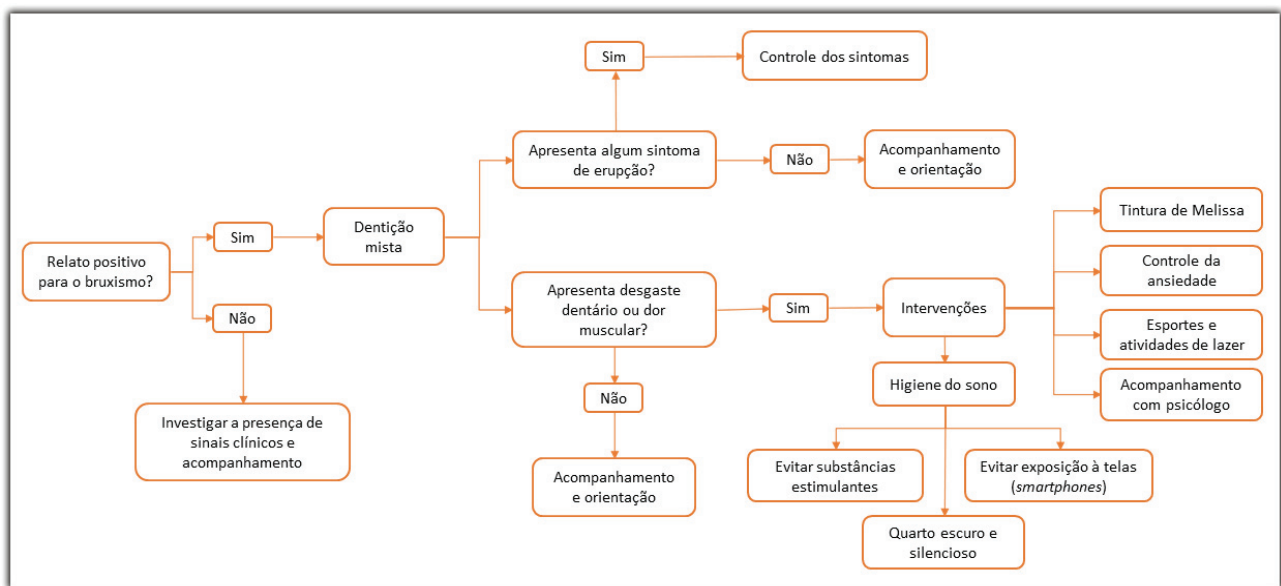 Relato positivo
para o bruxismo?
Sim
Não
Investigar a presença de
sinais clínicos e
acompanhamento
Dentição
mista
Sim
Controle dos sintomas
Apresenta algum sintoma
de erupção?
Não
Acompanhamento
e orientação
Apresenta desgaste
dentário ou dor
muscular?
Sim
Não
Acompanhamento
e orientação
Intervenções
Tintura de Melissa
Controle da
ansiedade
Esportes e
atividades de lazer
Acompanhamento
com psicólogo
Higiene do sono
Evitar substâncias
estimulantes
Evitar exposição à telas
(smartphones)
Quarto escuro e
silencioso